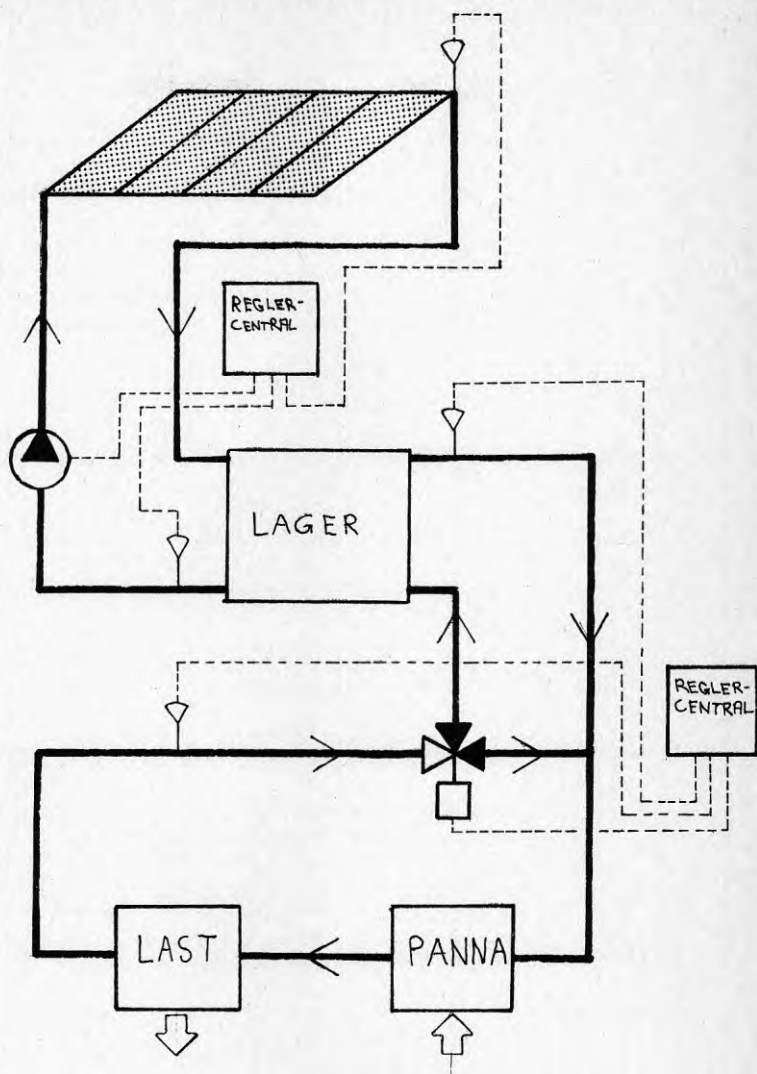 REGLER-
CENTRAL
LAGER
REGLER-
CENTRAL
LAST
PANNA